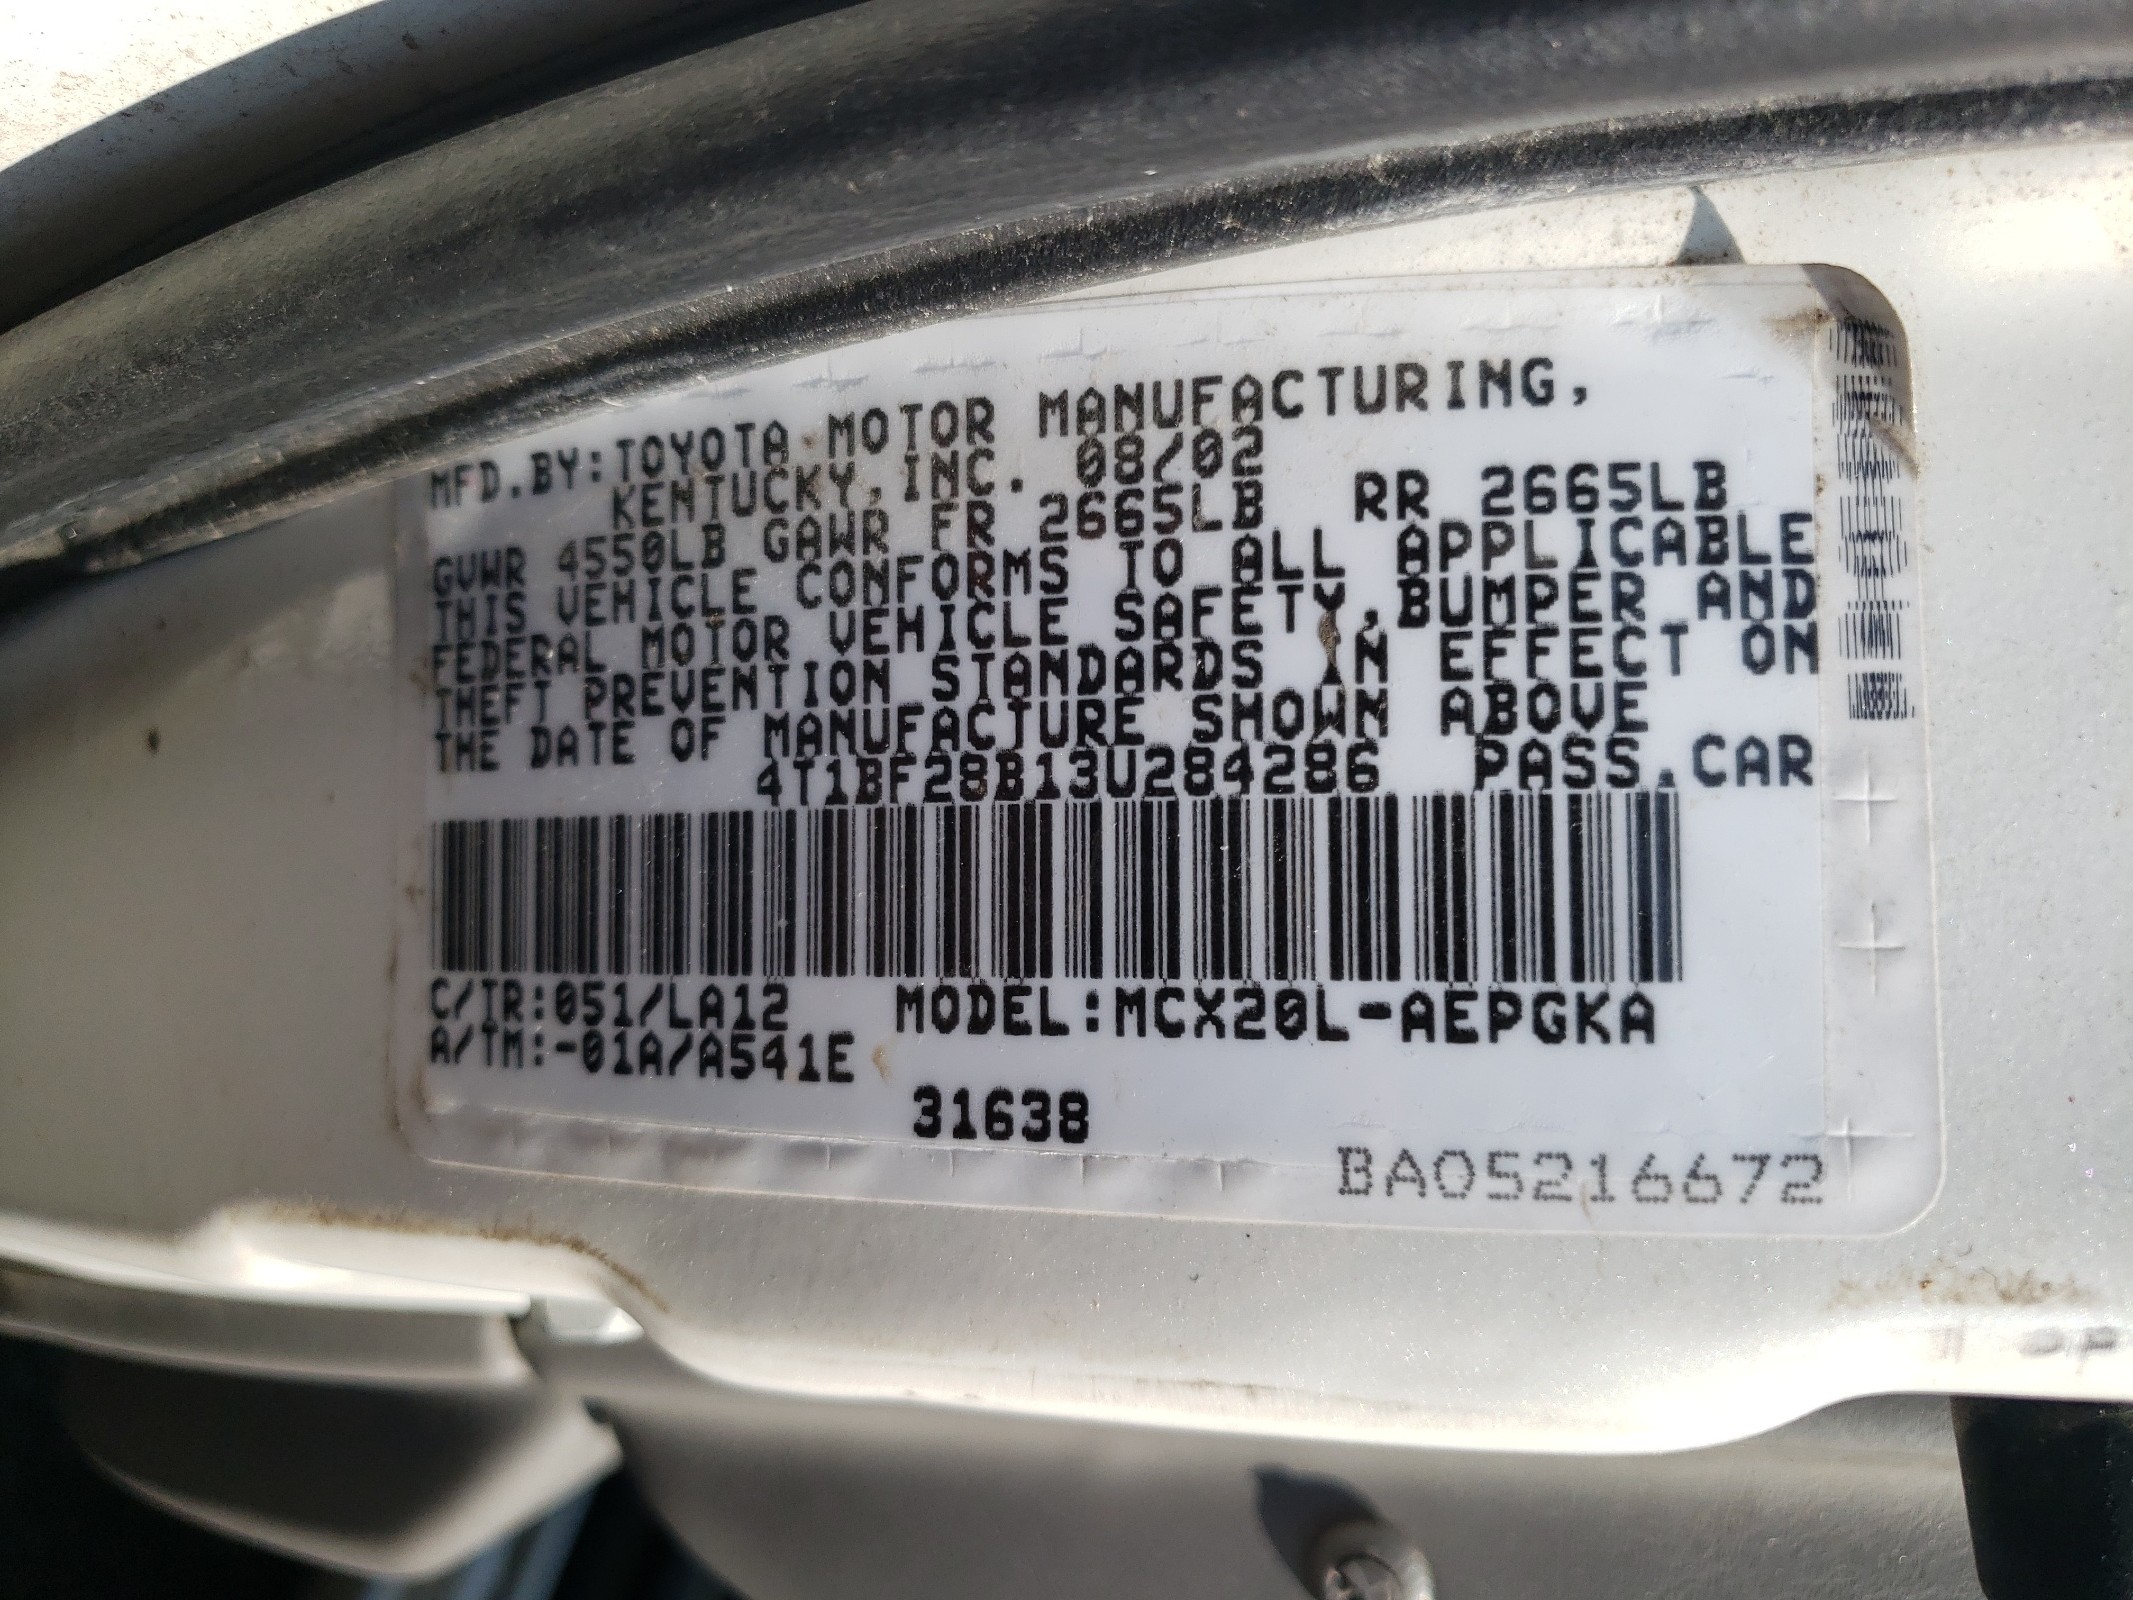 MFD.BY:TOYOTA MOTOR MANUFACTURING,
KENTUCKY,INC. 08/02
GVWR 4550LB GAWR FR 2665LB RR 2665LB
THIS VEHICLE CONFORMS TO ALL APPLICABLE
FEDERAL MOTOR VEHICLE SAFETY,BUMPER AND
THEFT PREVENTION STANDARDS IN EFFECT ON
THE DATE OF MANUFACTURE SHOWN ABOVE
4T1BF28B13U284286 PASS.CAR
C/TR:051/LA12 MODEL:MCX20L-AEPGKA
A/TM:-01A/A541E
31638
BA05216672